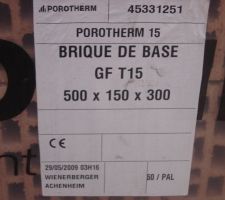 POROTHERM 45331251
POROTHERM 15
BRIQUE DE BASE
GF T15
500 x 150 x 300
CE
29/05/2009 03H16
WIENERBERGER
ACHENHEIM
50 / PAL